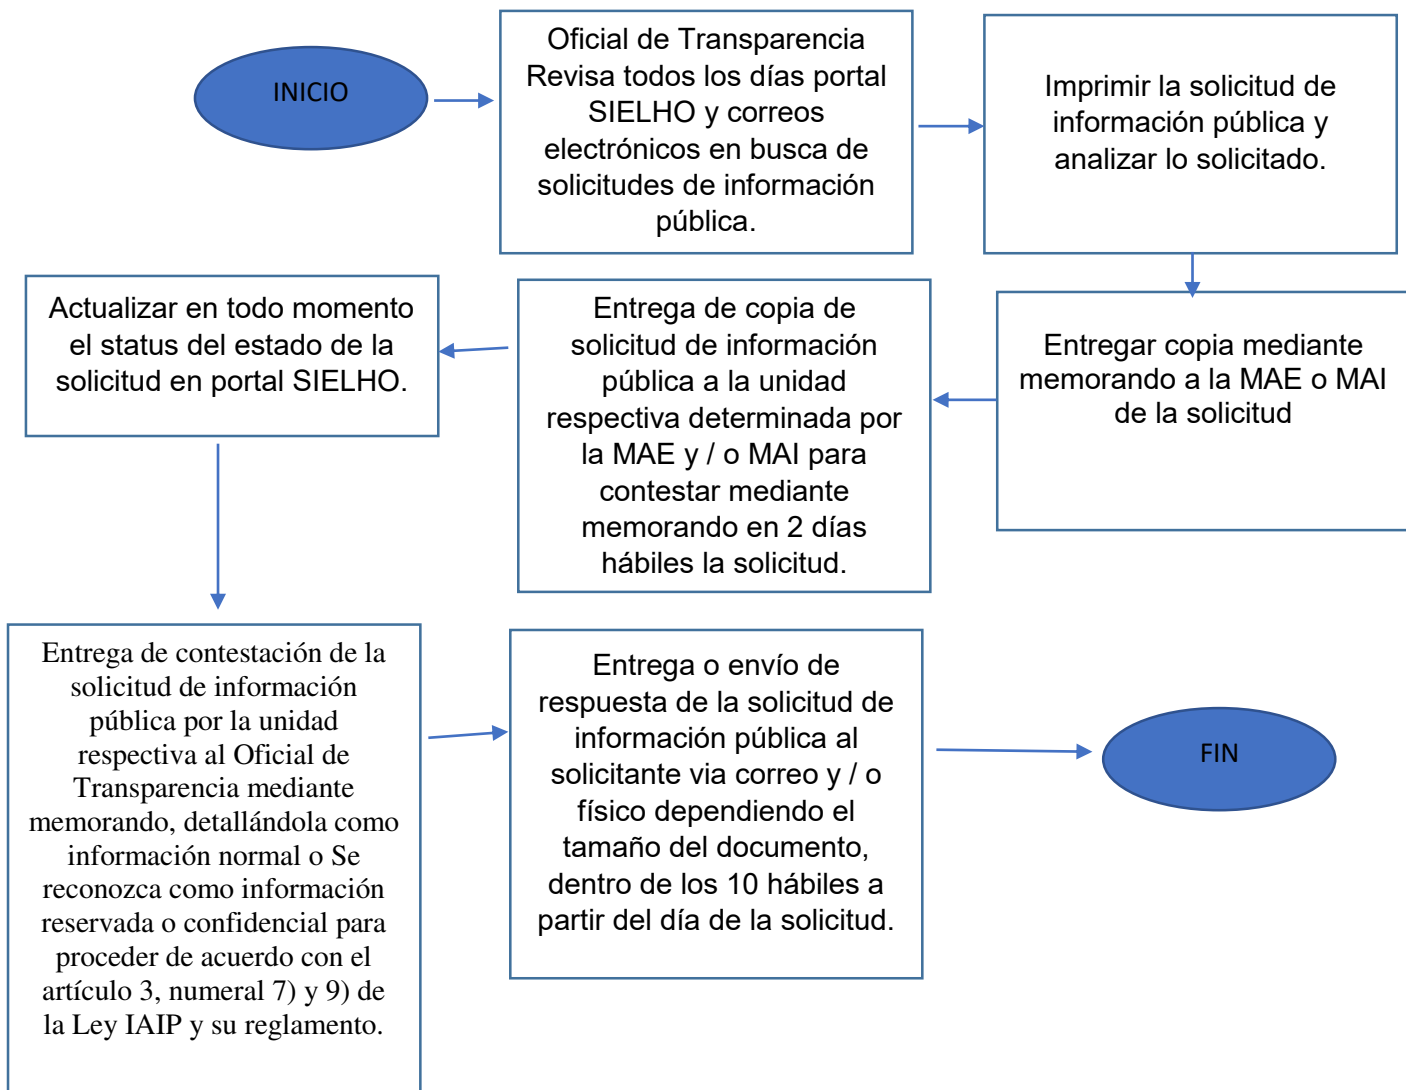 INICIO
Oficial de Transparencia
Revisa todos los días portal
SIELHO y correos
electrónicos en busca de
solicitudes de información
pública.
Imprimir la solicitud de
información pública y
analizar lo solicitado.
Entregar copia mediante
memorando a la MAE o MAI
de la solicitud
Entrega de copia de
solicitud de información
pública a la unidad
respectiva determinada por
la MAE y / o MAI para
contestar mediante
memorando en 2 días
hábiles la solicitud.
Actualizar en todo momento
el status del estado de la
solicitud en portal SIELHO.
Entrega de contestación de la
solicitud de información
pública por la unidad
respectiva al Oficial de
Transparencia mediante
memorando, detallándola como
información normal o Se
reconozca como información
reservada o confidencial para
proceder de acuerdo con el
artículo 3, numeral 7) y 9) de
la Ley IAIP y su reglamento.
Entrega o envío de
respuesta de la solicitud de
información pública al
solicitante via correo y / o
físico dependiendo el
tamaño del documento,
dentro de los 10 hábiles a
partir del día de la solicitud.
FIN